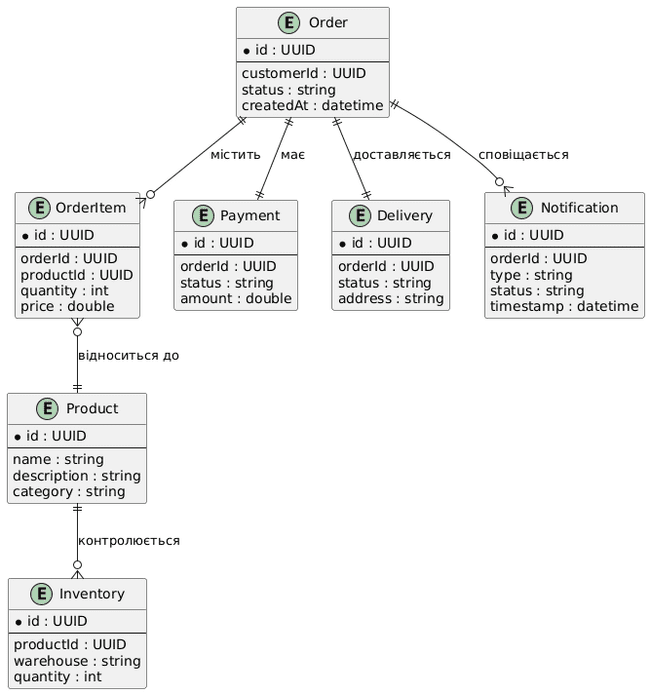 E Order
* id : UUID
customerId : UUID
status : string
createdAt : datetime
містить
має
доставляється
сповіщається
E OrderItem
* id : UUID
orderId : UUID
productId : UUID
quantity : int
price : double
E Payment
* id : UUID
orderId : UUID
status : string
amount : double
E Delivery
* id : UUID
orderId : UUID
status : string
address : string
E Notification
* id : UUID
orderId : UUID
type : string
status : string
timestamp : datetime
відноситься до
E Product
* id : UUID
name : string
description : string
category : string
контролюється
E Inventory
* id : UUID
productId : UUID
warehouse : string
quantity : int